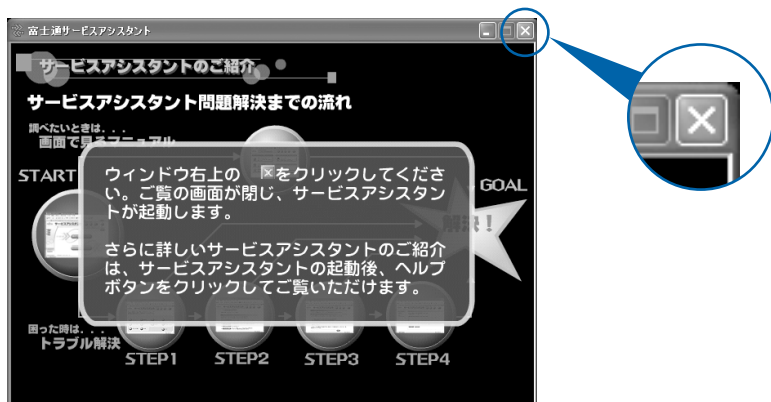 富士通サービスアシスタント
サービスアシスタントのご紹介
サービスアシスタント問題解決までの流れ
調べたいときは...
画面で見るマニュアル
START
GOAL
解決！
ウィンドウ右上の ×をクリックしてくださ
い。ご覧の画面が閉じ、サービスアシスタン
トが起動します。
さらに詳しいサービスアシスタントのご紹介
は、サービスアシスタントの起動後、ヘルプ
ボタンをクリックしてご覧いただけます。
困った時は...
トラブル解決
STEP1
STEP2
STEP3
STEP4